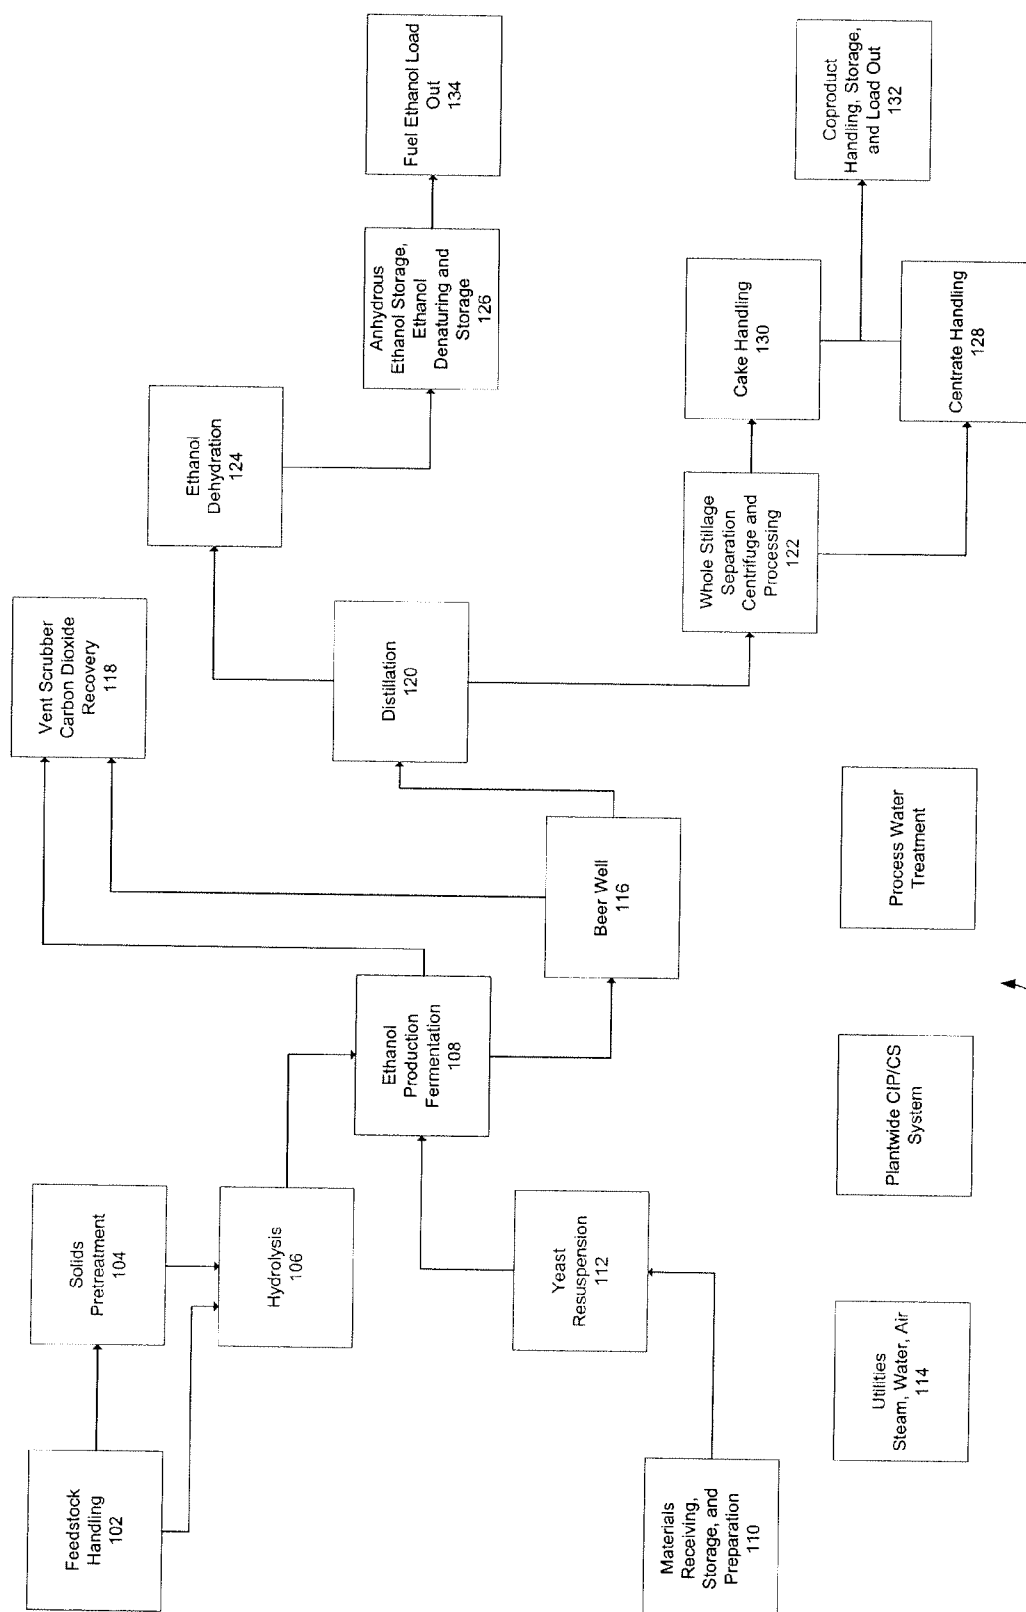 Feedstock
Handling
102
Solids
Pretreatment
104
Hydrolysis
106
Materials
Receiving,
Storage, and
Preparation
110
Yeast
Resuspension
112
Ethanol
Production
Fermentation
108
Beer Well
116
Vent Scrubber
Carbon Dioxide
Recovery
118
Distillation
120
Ethanol
Dehydration
124
Anhydrous
Ethanol Storage,
Ethanol
Denaturing and
Storage
126
Fuel Ethanol Load
Out
134
Whole Stillage
Separation
Centrifuge and
Processing
122
Cake Handling
130
Centrate Handling
128
Coproduct
Handling, Storage,
and Load Out
132
Utilities
Steam, Water, Air
114
Plantwide CIP/CS
System
Process Water
Treatment